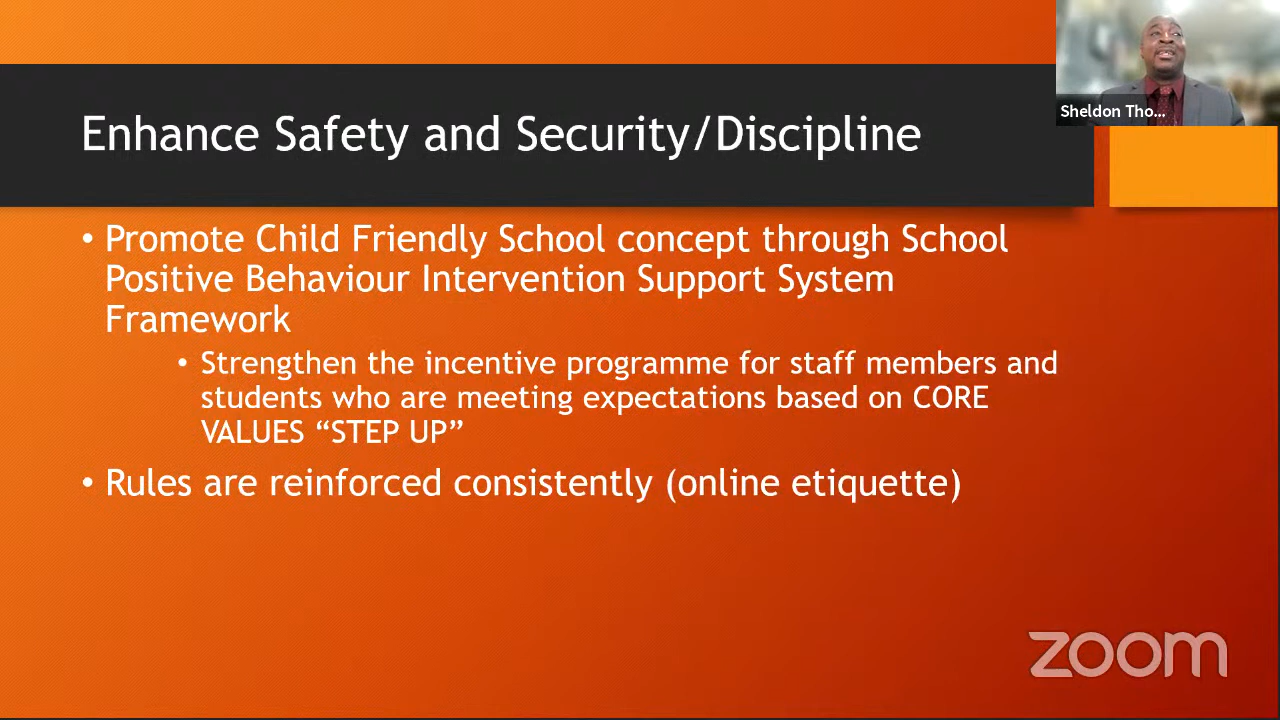 Sheldon Tho...
Enhance Safety and Security/Discipline
• Promote Child Friendly School concept through School
Positive Behaviour Intervention Support System
Framework
• Strengthen the incentive programme for staff members and
students who are meeting expectations based on CORE
VALUES “STEP UP”
• Rules are reinforced consistently (online etiquette)
zoom